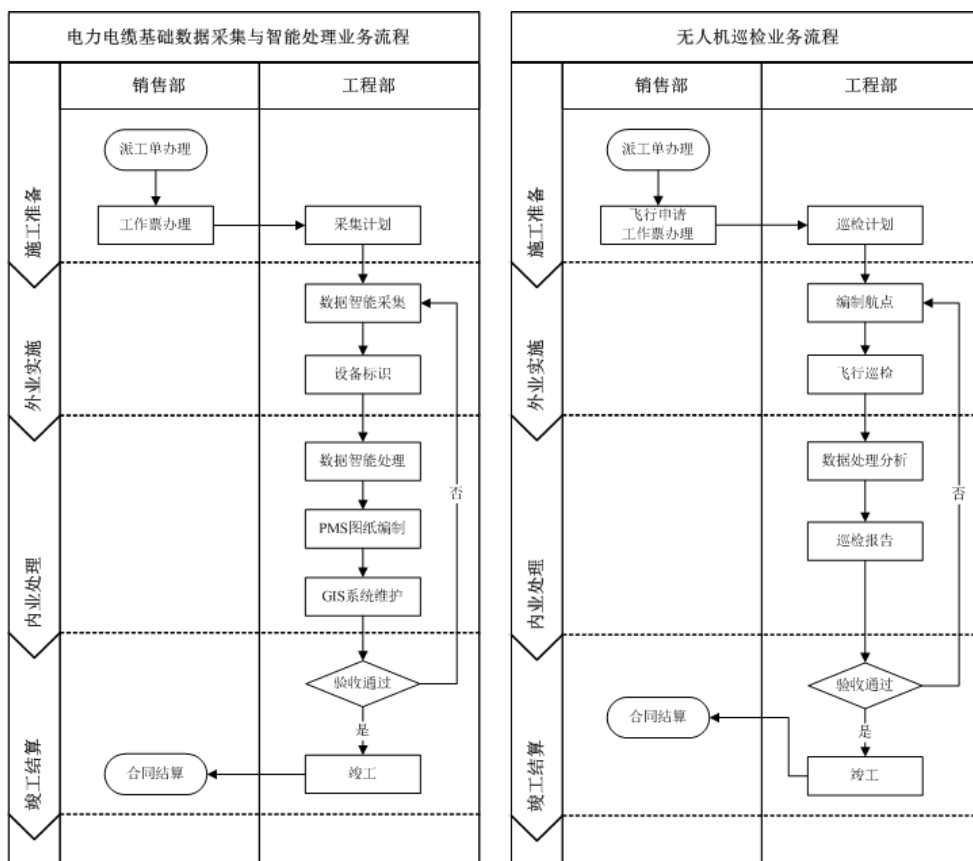 电力电缆基础数据采集与智能处理业务流程
销售部
工程部
施工准备
派工单办理
工作票办理
采集计划
外业实施
数据智能采集
设备标识
内业处理
数据智能处理
PMS图纸编制
GIS系统维护
否
竣工结算
验收通过
是
合同结算
竣工
无人机巡检业务流程
销售部
工程部
施工准备
派工单办理
飞行申请
工作票办理
巡检计划
外业实施
编制航点
飞行巡检
内业处理
数据处理分析
巡检报告
否
竣工结算
验收通过
合同结算
是
竣工